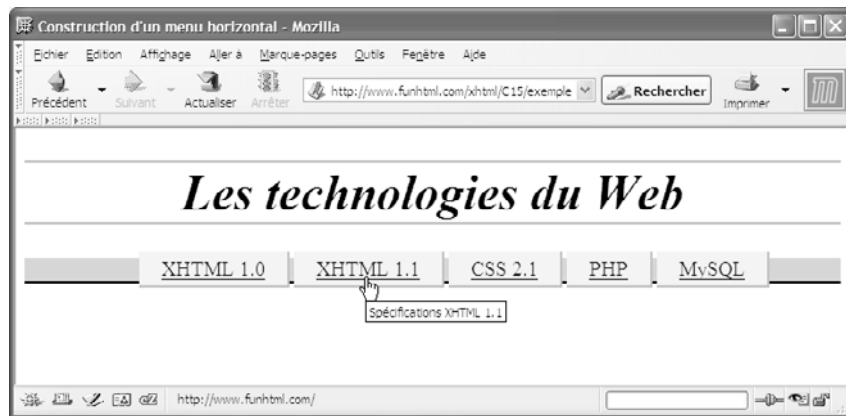 Construction d'un menu horizontal - Mozilla
Fichier Edition Affichage Aller à Marque-pages Outils Fenêtre Aide
http://www.funhtml.com/xhtml/C15/exemple Rechercher
Précédent Suivant Actualiser Arrêter Imprimer
Les technologies du Web
XHTML 1.0 XHTML 1.1 CSS 2.1 PHP MySQL
Spécifications XHTML 1.1
http://www.funhtml.com/